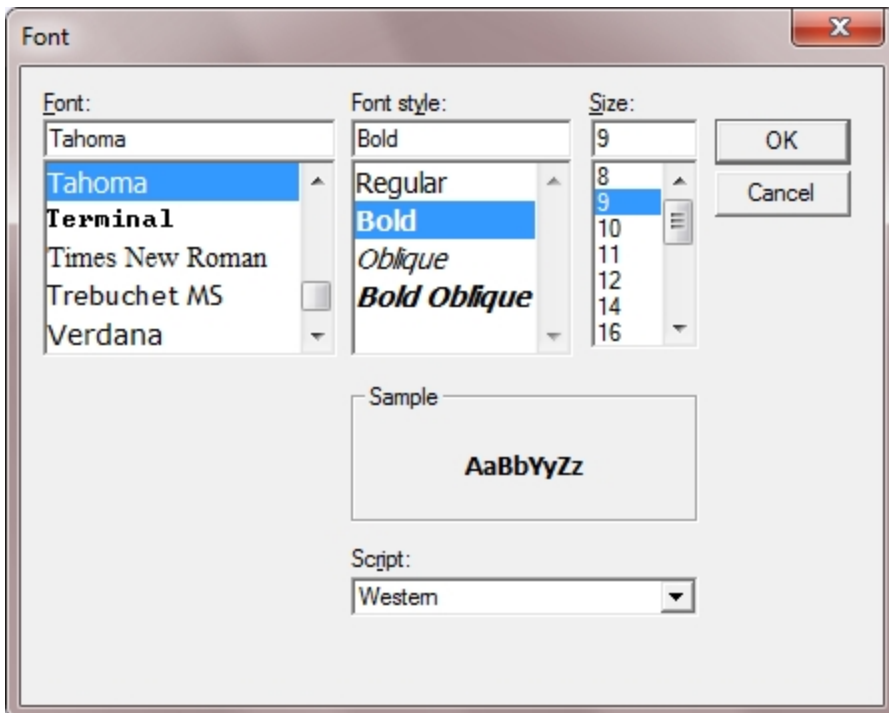 Font
Font:
Tahoma
Tahoma
Terminal
Times New Roman
Trebuchet MS
Verdana
Font style:
Bold
Regular
Bold
Oblique
Bold Oblique
Size:
9
8
9
10
11
12
14
16
OK
Cancel
Sample
AaBbYyZz
Script:
Western